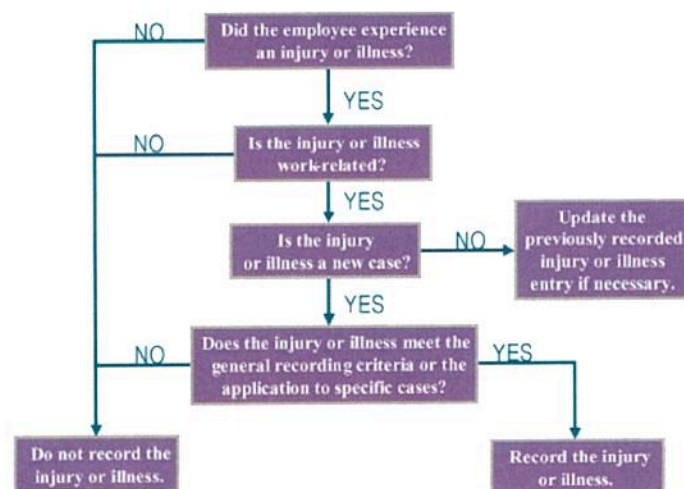 Did the employee experience
an injury or illness?
NO
YES
Is the injury or illness
work-related?
NO
YES
Is the injury
or illness a new case?
NO
Update the
previously recorded
injury or illness
entry if necessary.
YES
Does the injury or illness meet the
general recording criteria or the
application to specific cases?
NO
YES
Do not record the
injury or illness.
Record the injury
or illness.